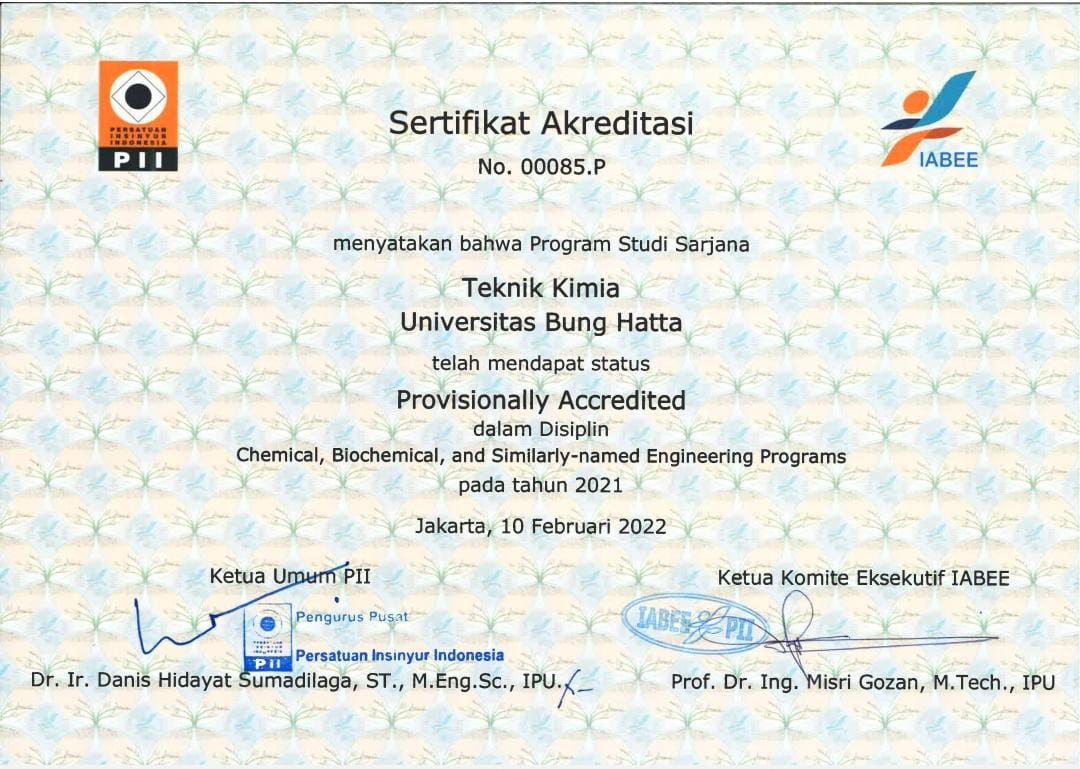 PERSATUAN
INSINYUR
INDONESIA
PII
IABEE
Sertifikat Akreditasi
No. 00085.P
menyatakan bahwa Program Studi Sarjana
Teknik Kimia
Universitas Bung Hatta
telah mendapat status
Provisionally Accredited
dalam Disiplin
Chemical, Biochemical, and Similarly-named Engineering Programs
pada tahun 2021
Jakarta, 10 Februari 2022
Ketua Umum PII
Pengurus Pusat
PERSATUAN
INSINYUR
INDONESIA
PII
Persatuan Insinyur Indonesia
Dr. Ir. Danis Hidayat Sumadilaga, ST., M.Eng.Sc., IPU.
Ketua Komite Eksekutif IABEE
IABEE PII
Prof. Dr. Ing. Misri Gozan, M.Tech., IPU